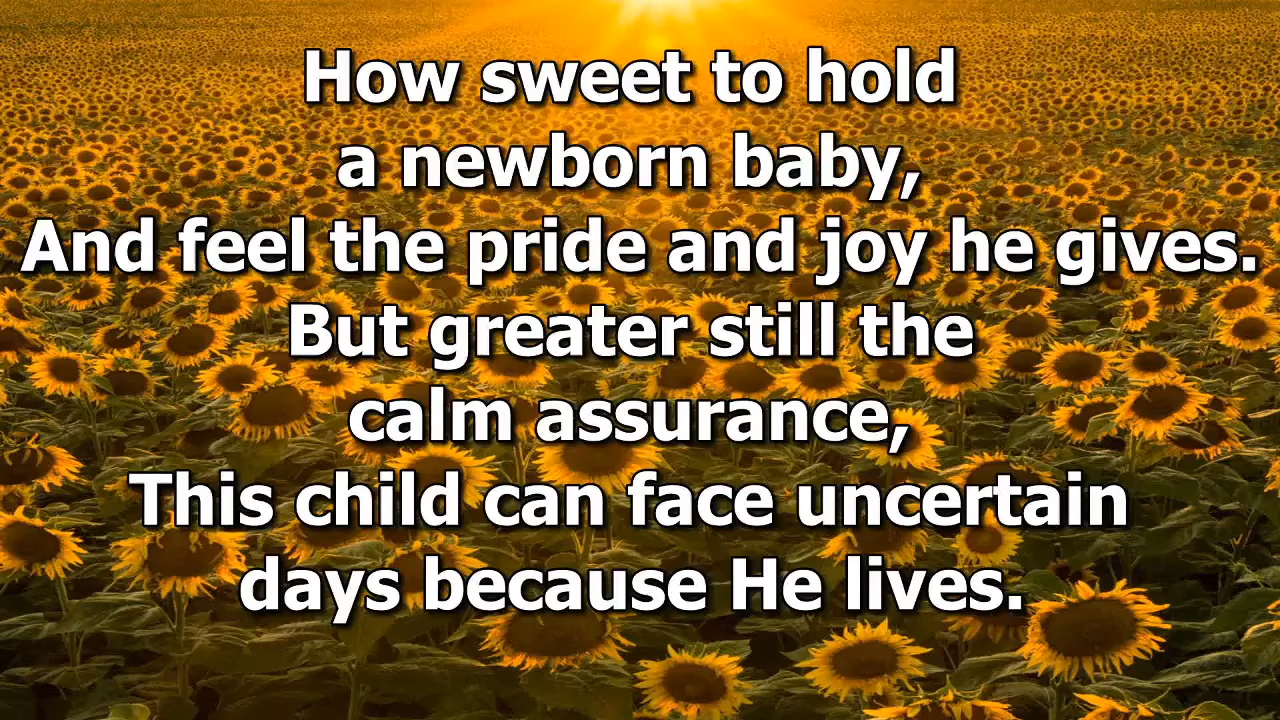 How sweet to hold
a newborn baby,
And feel the pride and joy he gives.
But greater still the
calm assurance,
This child can face uncertain
days because He lives.